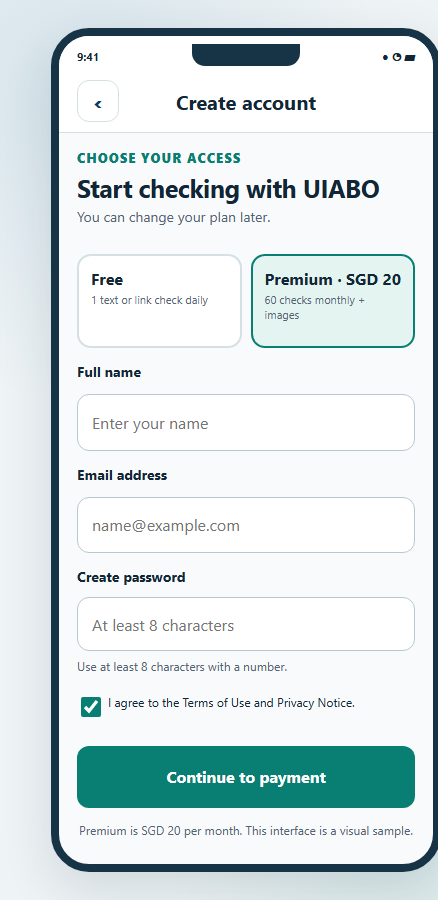 9:41
Create account
CHOOSE YOUR ACCESS
Start checking with UIABO
You can change your plan later.
Free
1 text or link check daily
Premium · SGD 20
60 checks monthly +
images
Full name
Enter your name
Email address
name@example.com
Create password
At least 8 characters
Use at least 8 characters with a number.
I agree to the Terms of Use and Privacy Notice.
Continue to payment
Premium is SGD 20 per month. This interface is a visual sample.